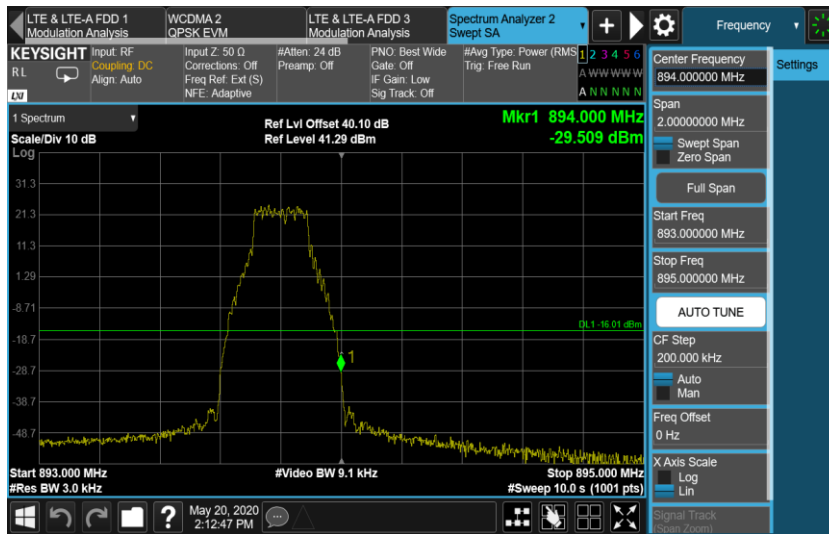 LTE & LTE-A FDD 1
Modulation Analysis
WCDMA 2
QPSK EVM
LTE & LTE-A FDD 3
Modulation Analysis
Spectrum Analyzer 2
Swept SA
Frequency
KEYSIGHT
RL
LXI
Input: RF
Coupling: DC
Align: Auto
Input Z: 50 Ω
Corrections: Off
Freq Ref: Ext (S)
NFE: Adaptive
#Atten: 24 dB
Preamp: Off
PNO: Best Wide
Gate: Off
IF Gain: Low
Sig Track: Off
#Avg Type: Power (RMS
Trig: Free Run
1 2 3 4 5 6
A W W W W W
A N N N N N
1 Spectrum
Scale/Div 10 dB
Ref Lvl Offset 40.10 dB
Ref Level 41.29 dBm
Mkr1 894.000 MHz
-29.509 dBm
Log
31.3
21.3
11.3
1.29
-8.71
-18.7
-28.7
-38.7
-48.7
DL1 -16.01 dBm
1
Start 893.000 MHz
#Res BW 3.0 kHz
#Video BW 9.1 kHz
Stop 895.000 MHz
#Sweep 10.0 s (1001 pts)
Center Frequency
894.000000 MHz
Settings
Span
2.00000000 MHz
Swept Span
Zero Span
Full Span
Start Freq
893.000000 MHz
Stop Freq
895.000000 MHz
AUTO TUNE
CF Step
200.000 kHz
Auto
Man
Freq Offset
0 Hz
X Axis Scale
Log
Lin
Signal Track
(Span Zoom)
May 20, 2020
2:12:47 PM